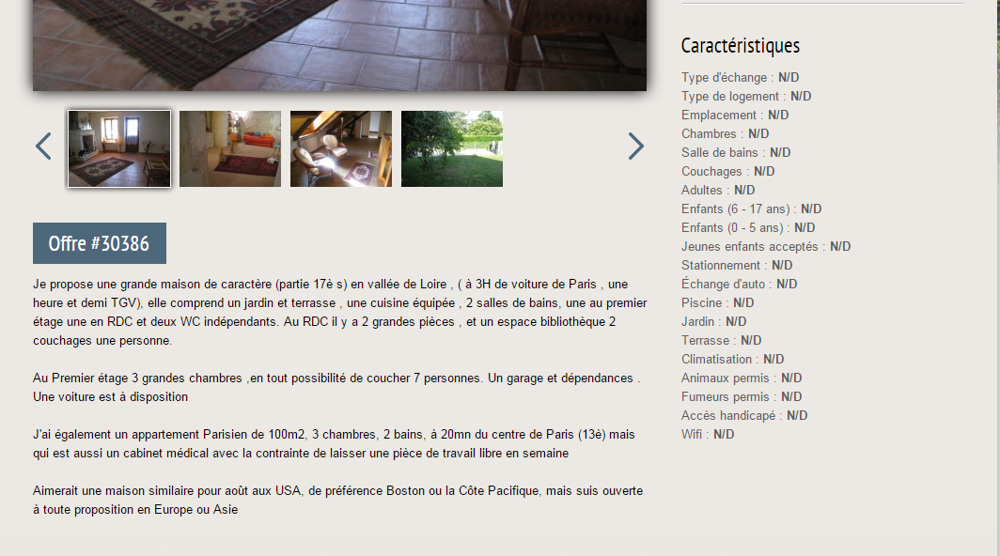 Offre #30386
Je propose une grande maison de caractère (partie 17è s) en vallée de Loire , ( à 3H de voiture de Paris , une
heure et demi TGV), elle comprend un jardin et terrasse , une cuisine équipée , 2 salles de bains, une au premier
étage une en RDC et deux WC indépendants. Au RDC il y a 2 grandes pièces , et un espace bibliothèque 2
couchages une personne.
Au Premier étage 3 grandes chambres ,en tout possibilité de coucher 7 personnes. Un garage et dépendances .
Une voiture est à disposition
J'ai également un appartement Parisien de 100m2, 3 chambres, 2 bains, à 20mn du centre de Paris (13è) mais
qui est aussi un cabinet médical avec la contrainte de laisser une pièce de travail libre en semaine
Aimerait une maison similaire pour août aux USA, de préférence Boston ou la Côte Pacifique, mais suis ouverte
à toute proposition en Europe ou Asie
Caractéristiques
Type d'échange : N/D
Type de logement : N/D
Emplacement : N/D
Chambres : N/D
Salle de bains : N/D
Couchages : N/D
Adultes : N/D
Enfants (6 - 17 ans) : N/D
Enfants (0 - 5 ans) : N/D
Jeunes enfants acceptés : N/D
Stationnement : N/D
Échange d'auto : N/D
Piscine : N/D
Jardin : N/D
Terrasse : N/D
Climatisation : N/D
Animaux permis : N/D
Fumeurs permis : N/D
Accès handicapé : N/D
Wifi : N/D